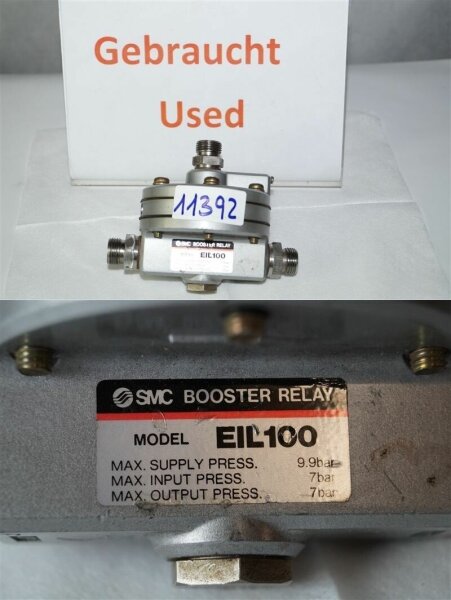 Gebraucht
Used
11392
SMC BOOSTER RELAY
EIL100
SMC BOOSTER RELAY
MODEL EIL100
MAX. SUPPLY PRESS. 9.9bar
MAX. INPUT PRESS. 7bar
MAX. OUTPUT PRESS. 7bar